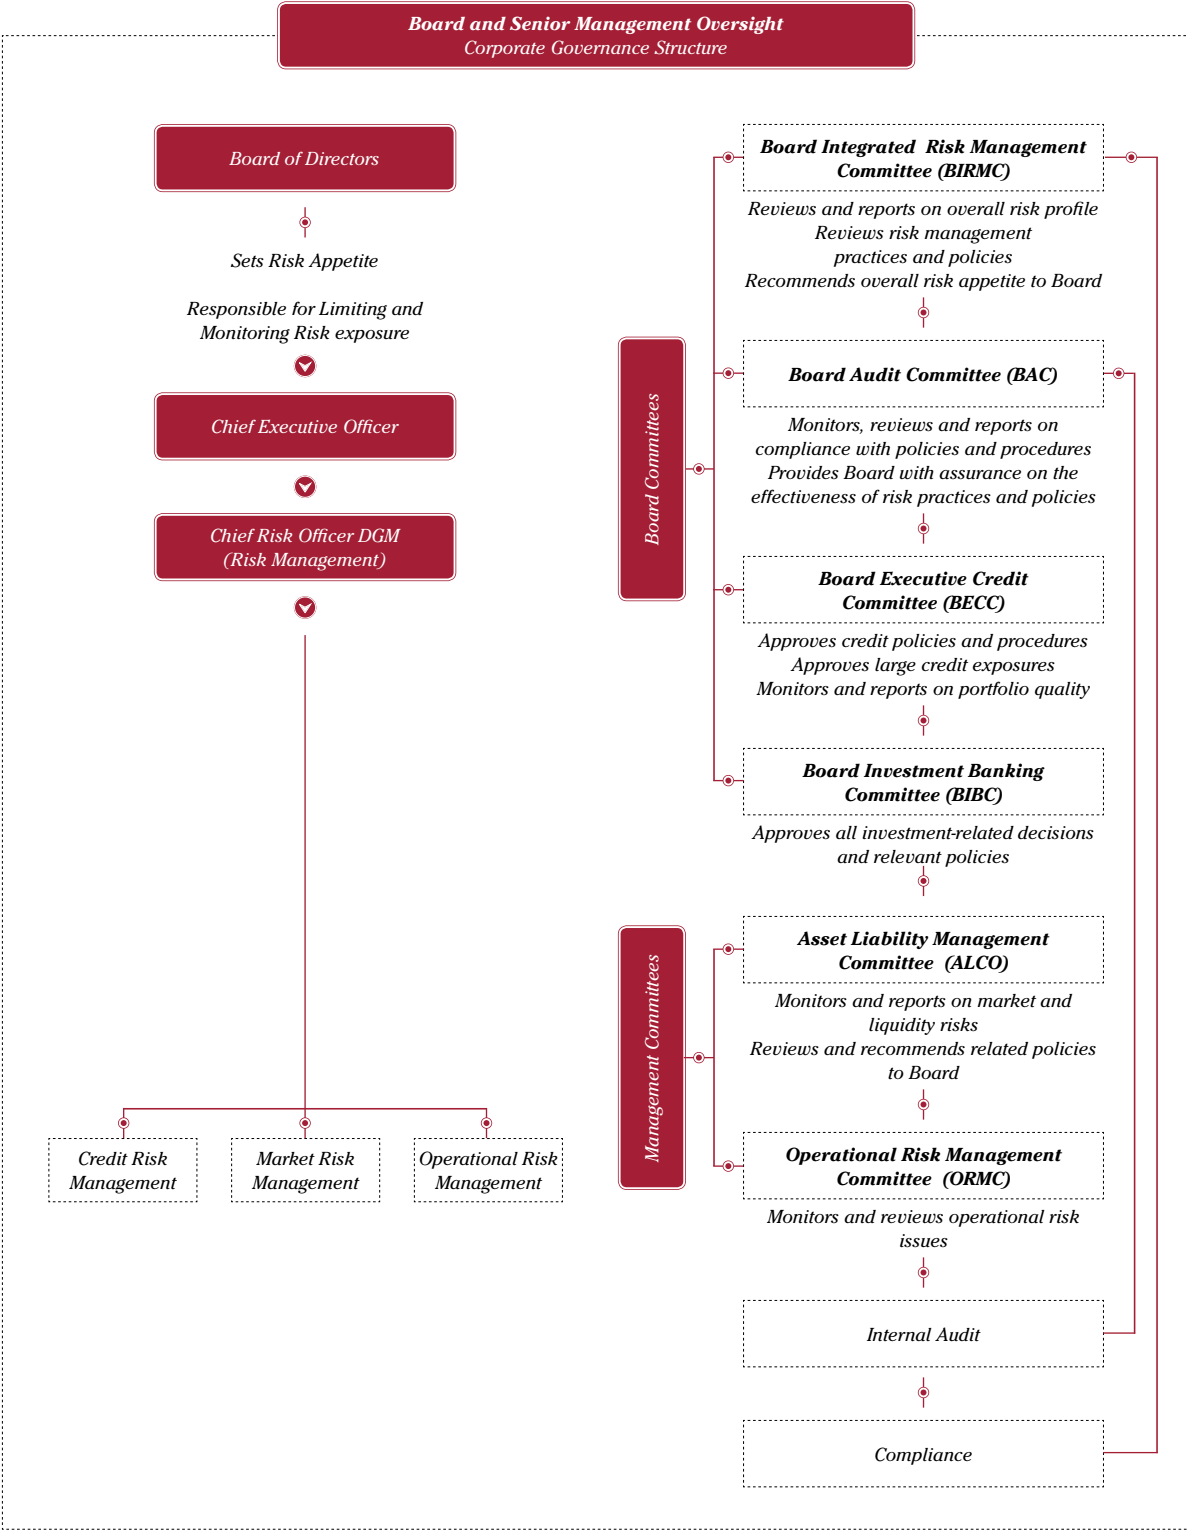 Board and Senior Management Oversight
Corporate Governance Structure
Board of Directors
Sets Risk Appetite
Responsible for Limiting and
Monitoring Risk exposure
Chief Executive Officer
Chief Risk Officer DGM
(Risk Management)
Credit Risk
Management
Market Risk
Management
Operational Risk
Management
Board Committees
Board Integrated Risk Management
Committee (BIRMC)
Reviews and reports on overall risk profile
Reviews risk management
practices and policies
Recommends overall risk appetite to Board
Board Audit Committee (BAC)
Monitors, reviews and reports on
compliance with policies and procedures
Provides Board with assurance on the
effectiveness of risk practices and policies
Board Executive Credit
Committee (BECC)
Approves credit policies and procedures
Approves large credit exposures
Monitors and reports on portfolio quality
Board Investment Banking
Committee (BIBC)
Approves all investment-related decisions
and relevant policies
Management Committees
Asset Liability Management
Committee (ALCO)
Monitors and reports on market and
liquidity risks
Reviews and recommends related policies
to Board
Operational Risk Management
Committee (ORMC)
Monitors and reviews operational risk
issues
Internal Audit
Compliance